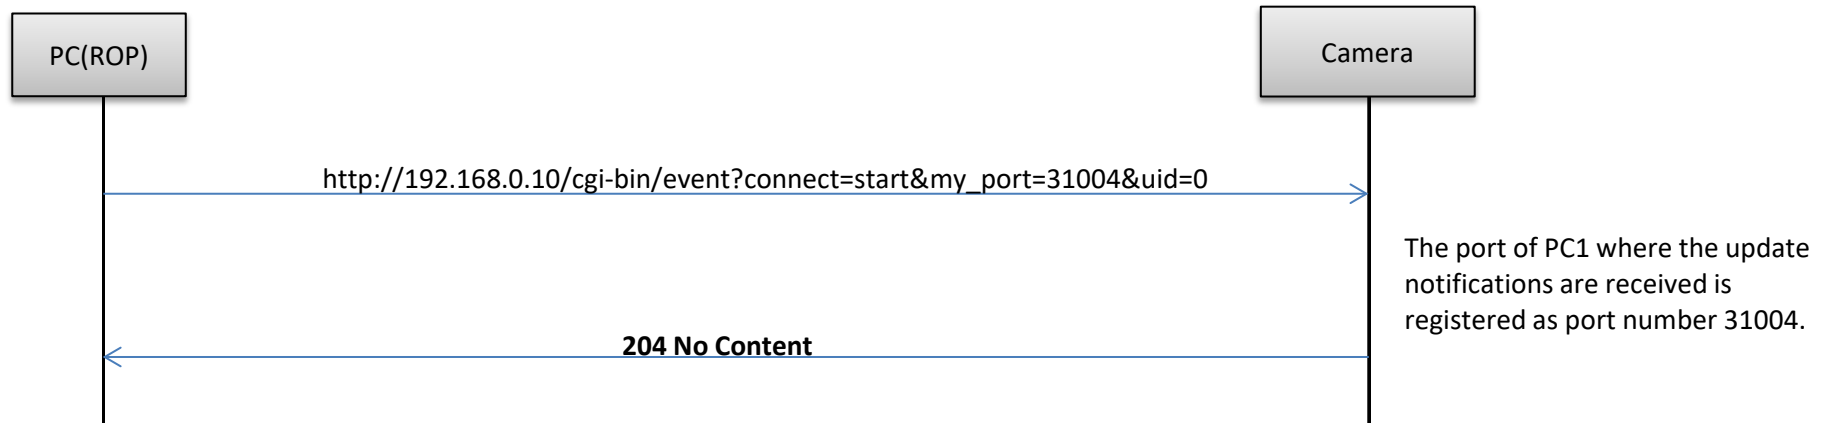 PC(ROP)
Camera
http://192.168.0.10/cgi-bin/event?connect=start&my_port=31004&uid=0
The port of PC1 where the update
notifications are received is
registered as port number 31004.
204 No Content